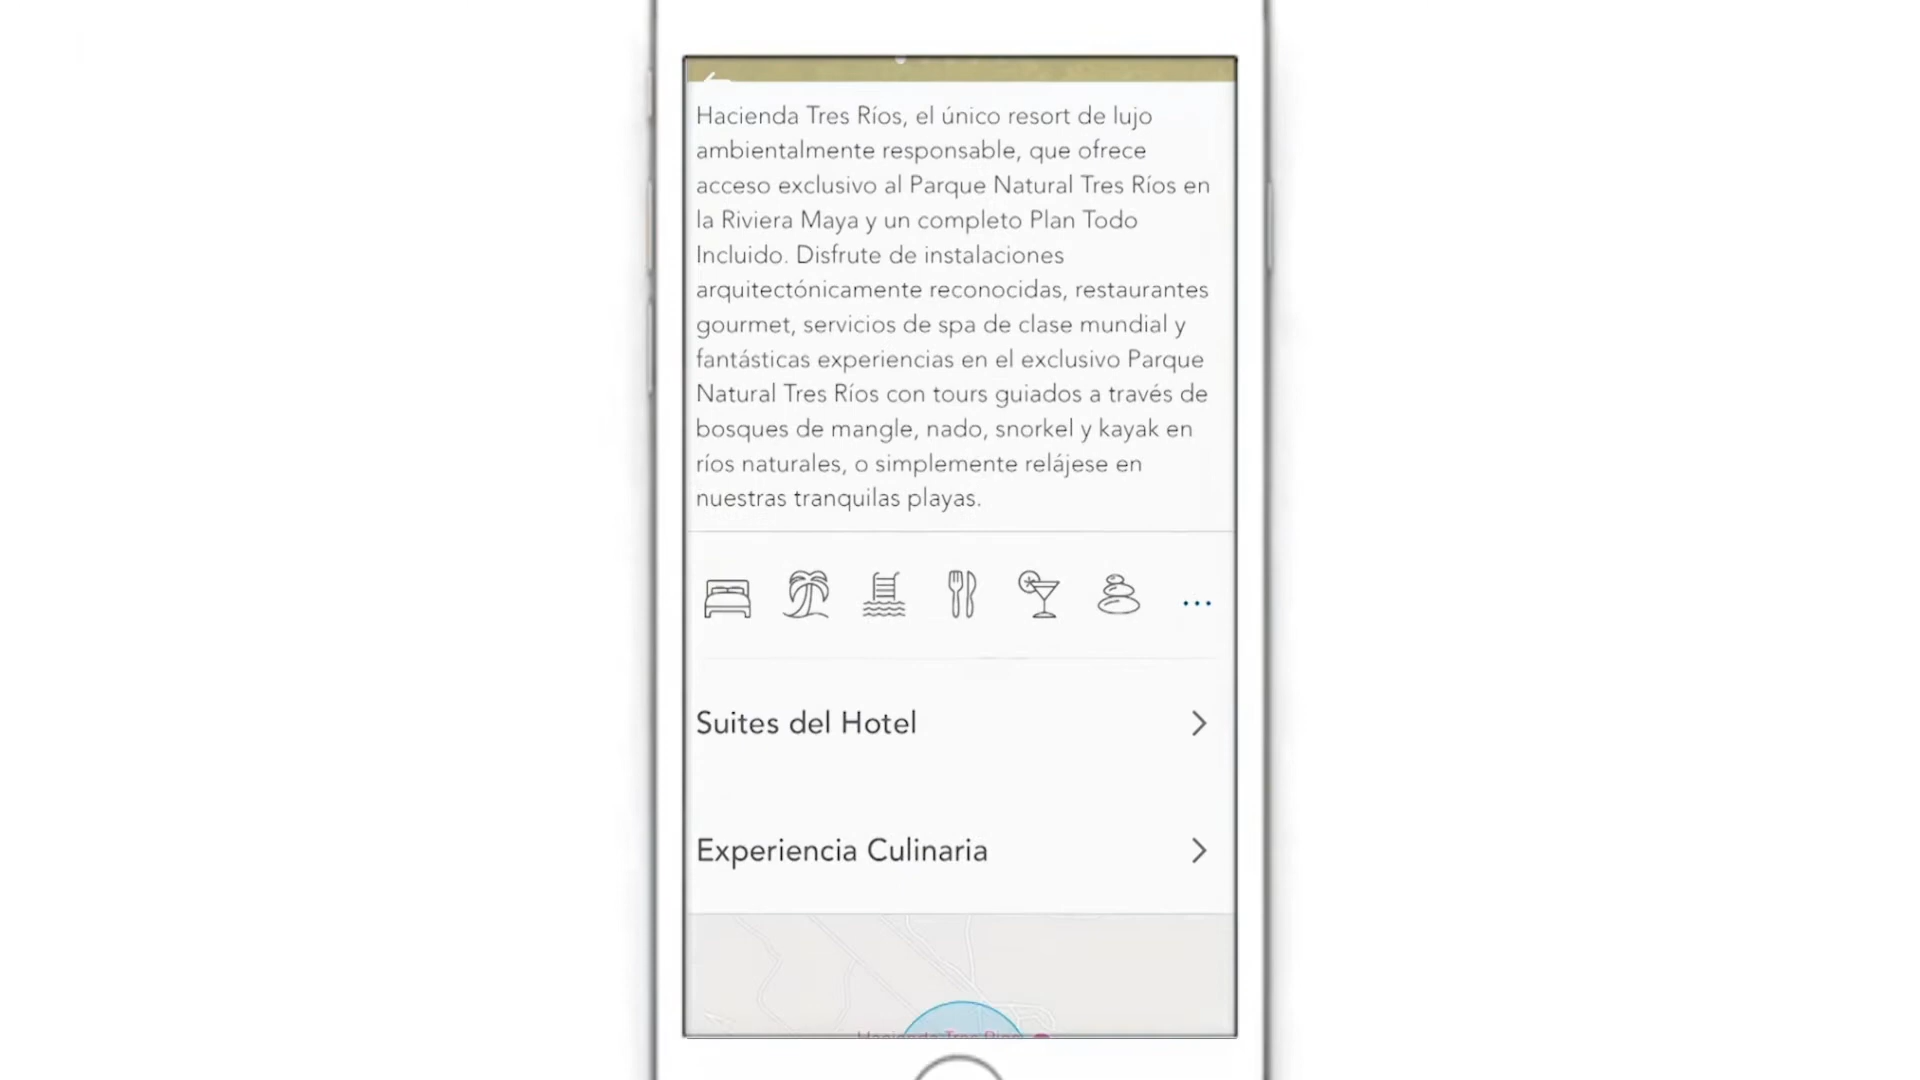 Hacienda Tres Ríos, el único resort de lujo
ambientalmente responsable, que ofrece
acceso exclusivo al Parque Natural Tres Ríos en
la Riviera Maya y un completo Plan Todo
Incluido. Disfrute de instalaciones
arquitectónicamente reconocidas, restaurantes
gourmet, servicios de spa de clase mundial y
fantásticas experiencias en el exclusivo Parque
Natural Tres Ríos con tours guiados a través de
bosques de mangle, nado, snorkel y kayak en
ríos naturales, o simplemente relájese en
nuestras tranquilas playas.
Suites del Hotel
Experiencia Culinaria
Hacienda Tres Rios